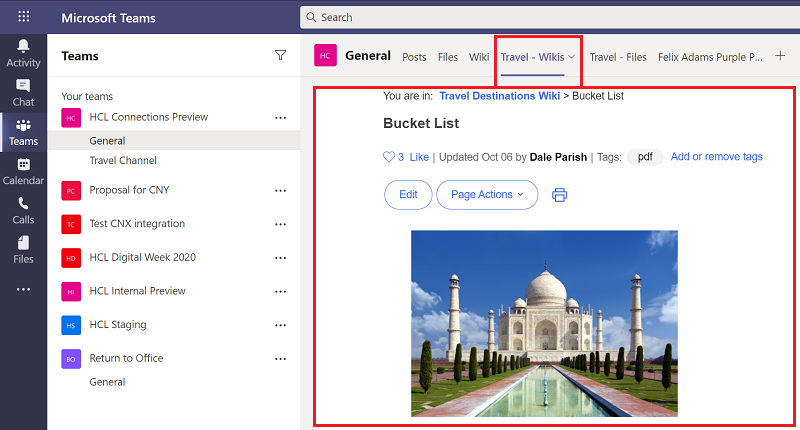 Microsoft Teams
Search
Activity
Chat
Teams
Calendar
Calls
Files
Teams
Your teams
HC HCL Connections Preview
General
Travel Channel
PC Proposal for CNY
TC Test CNX integration
HD HCL Digital Week 2020
HI HCL Internal Preview
HS HCL Staging
BO Return to Office
General
HC General Posts Files Wiki Travel - Wikis Travel - Files Felix Adams Purple P...
You are in: Travel Destinations Wiki > Bucket List
Bucket List
3 Like | Updated Oct 06 by Dale Parish | Tags: pdf Add or remove tags
Edit Page Actions